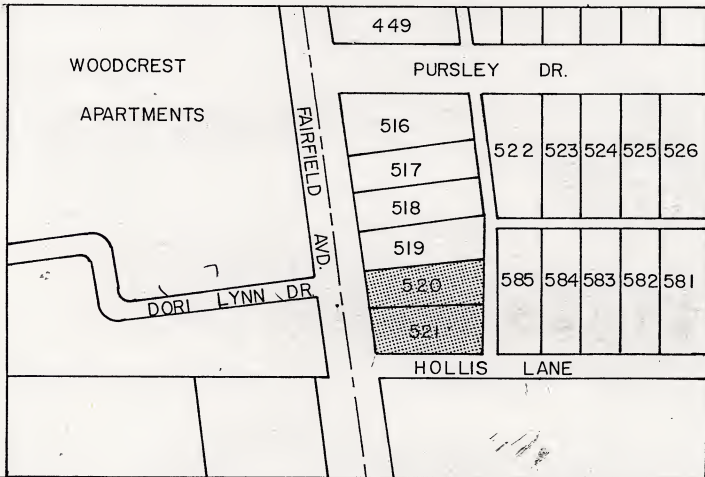 449
WOODCREST
APARTMENTS
PURSLEY DR.
FAIRFIELD AVD.
516
517
518
519
520
521
522 523 524 525 526
585 584 583 582 581
DORI LYNN DR
HOLLIS LANE